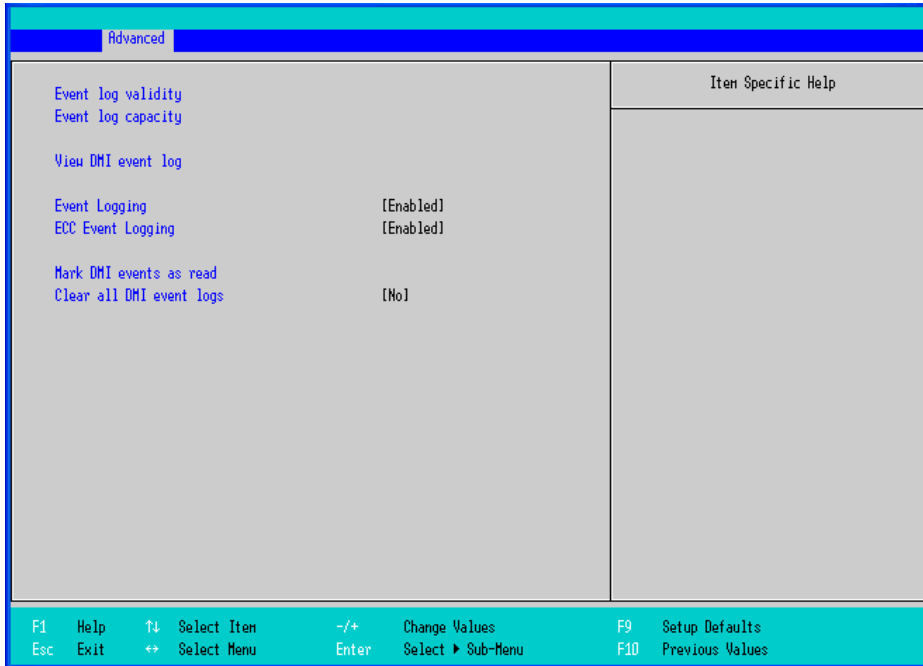 Advanced
Event log validity
Event log capacity
View DMI event log
Event Logging [Enabled]
ECC Event Logging [Enabled]
Mark DMI events as read
Clear all DMI event logs [No]
Item Specific Help
F1 Help ↑↓ Select Item -/+ Change Values F9 Setup Defaults
Esc Exit ↔ Select Menu Enter Select ▶ Sub-Menu F10 Previous Values